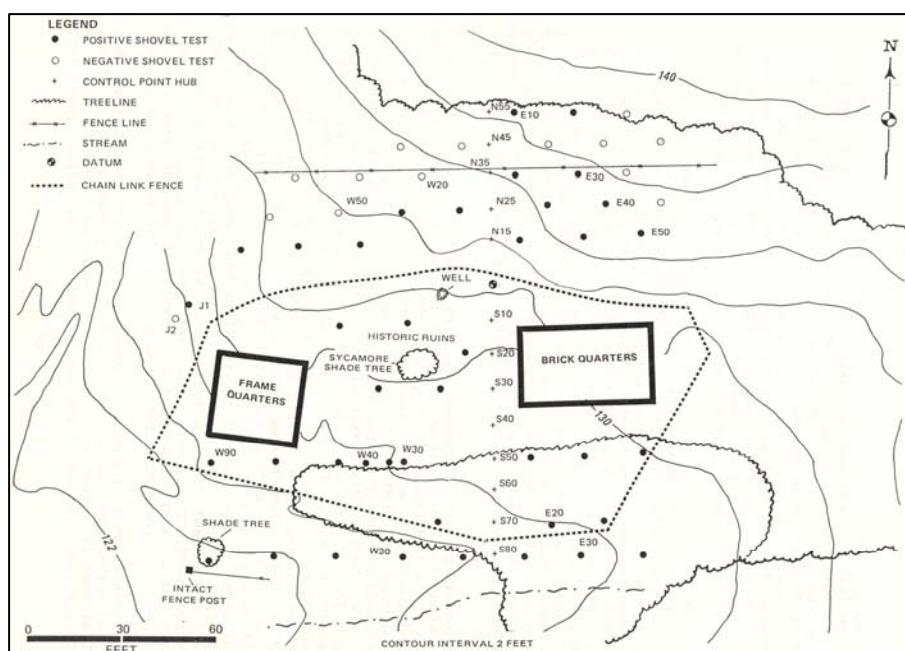 LEGEND
POSITIVE SHOVEL TEST
NEGATIVE SHOVEL TEST
CONTROL POINT HUB
TREELINE
FENCE LINE
STREAM
DATUM
CHAIN LINK FENCE
N
140
N55
E10
N45
N35
W20
E30
W50
N25
E40
N15
E50
WELL
J1
J2
S10
HISTORIC RUINS
SYCAMORE
SHADE TREE
S20
BRICK QUARTERS
FRAME
QUARTERS
S30
130
S40
W90
W40
W30
S50
S60
SHADE TREE
S70
E20
122
S80
E30
INTACT
FENCE POST
0
30
60
FEET
CONTOUR INTERVAL 2 FEET